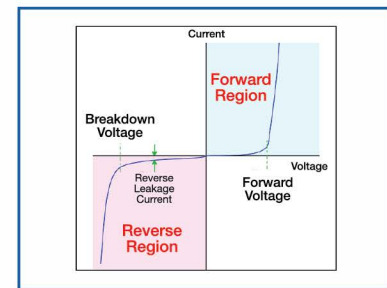 Current
Forward
Region
Breakdown
Voltage
Voltage
Reverse
Leakage
Current
Forward
Voltage
Reverse
Region